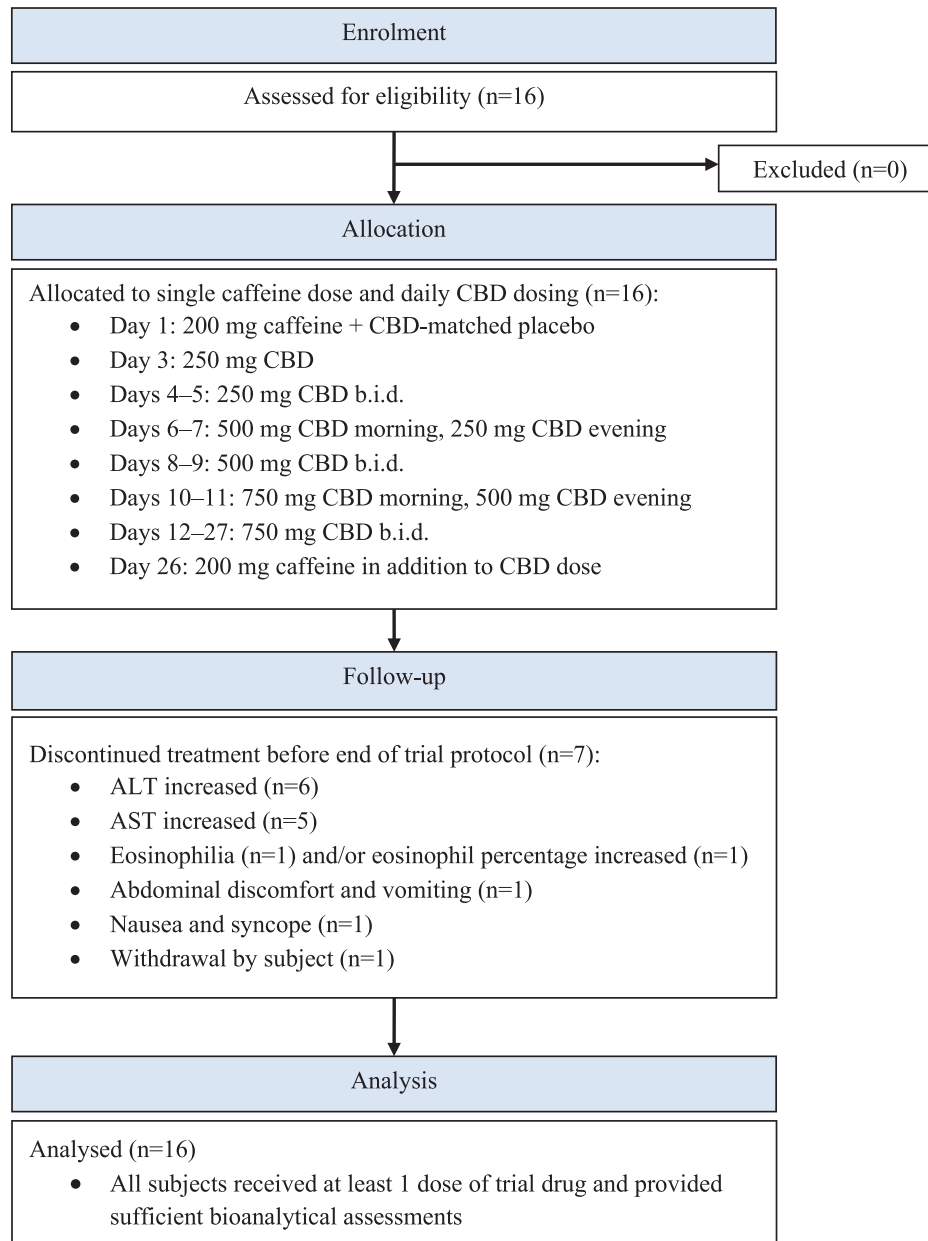 Enrolment
Assessed for eligibility (n=16)
Excluded (n=0)
Allocation
Allocated to single caffeine dose and daily CBD dosing (n=16):
• Day 1: 200 mg caffeine + CBD-matched placebo
• Day 3: 250 mg CBD
• Days 4–5: 250 mg CBD b.i.d.
• Days 6–7: 500 mg CBD morning, 250 mg CBD evening
• Days 8–9: 500 mg CBD b.i.d.
• Days 10–11: 750 mg CBD morning, 500 mg CBD evening
• Days 12–27: 750 mg CBD b.i.d.
• Day 26: 200 mg caffeine in addition to CBD dose
Follow-up
Discontinued treatment before end of trial protocol (n=7):
• ALT increased (n=6)
• AST increased (n=5)
• Eosinophilia (n=1) and/or eosinophil percentage increased (n=1)
• Abdominal discomfort and vomiting (n=1)
• Nausea and syncope (n=1)
• Withdrawal by subject (n=1)
Analysis
Analysed (n=16)
• All subjects received at least 1 dose of trial drug and provided
sufficient bioanalytical assessments